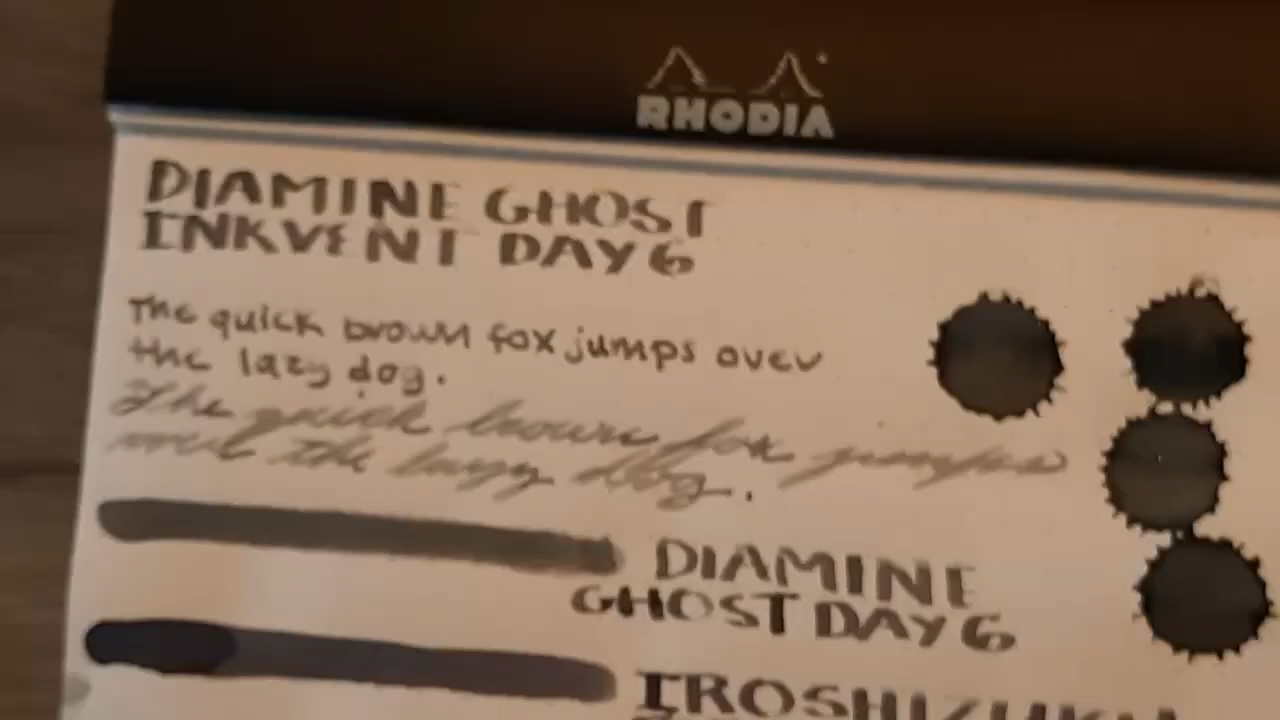 RHODIA
DIAMINE GHOST
INKVENT DAY 6
The quick brown fox jumps over
the lazy dog.
The quick brown fox jumps
over the lazy dog.
DIAMINE
GHOST DAY 6